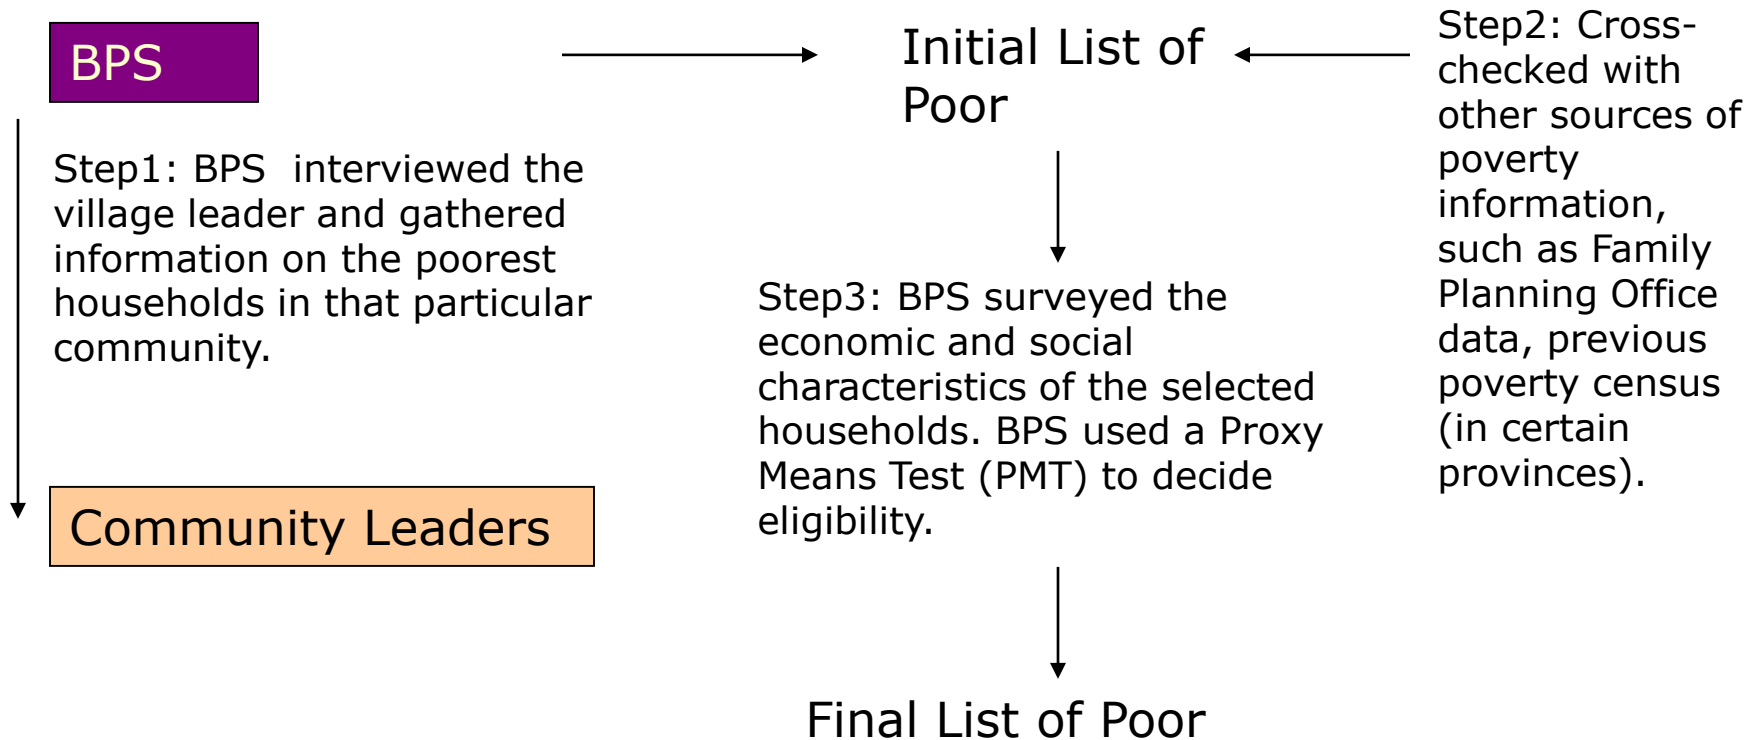 BPS
Step1: BPS  interviewed the
village leader and gathered
information on the poorest
households in that particular
community.
Community Leaders
Initial List of
Poor
Step2: Cross-
checked with
other sources of
poverty
information,
such as Family
Planning Office
data, previous
poverty census
(in certain
provinces).
Step3: BPS surveyed the
economic and social
characteristics of the selected
households. BPS used a Proxy
Means Test (PMT) to decide
eligibility.
Final List of Poor